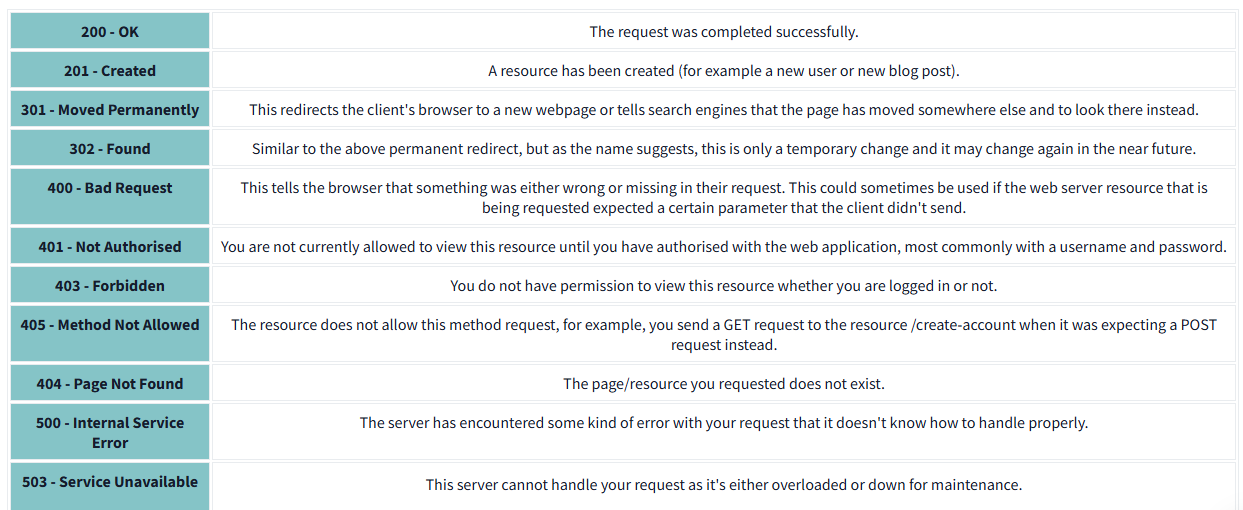 200 - OK
The request was completed successfully.
201 - Created
A resource has been created (for example a new user or new blog post).
301 - Moved Permanently
This redirects the client's browser to a new webpage or tells search engines that the page has moved somewhere else and to look there instead.
302 - Found
Similar to the above permanent redirect, but as the name suggests, this is only a temporary change and it may change again in the near future.
400 - Bad Request
This tells the browser that something was either wrong or missing in their request. This could sometimes be used if the web server resource that is
being requested expected a certain parameter that the client didn't send.
401 - Not Authorised
You are not currently allowed to view this resource until you have authorised with the web application, most commonly with a username and password.
403 - Forbidden
You do not have permission to view this resource whether you are logged in or not.
405 - Method Not Allowed
The resource does not allow this method request, for example, you send a GET request to the resource /create-account when it was expecting a POST
request instead.
404 - Page Not Found
The page/resource you requested does not exist.
500 - Internal Service
Error
The server has encountered some kind of error with your request that it doesn't know how to handle properly.
503 - Service Unavailable
This server cannot handle your request as it's either overloaded or down for maintenance.